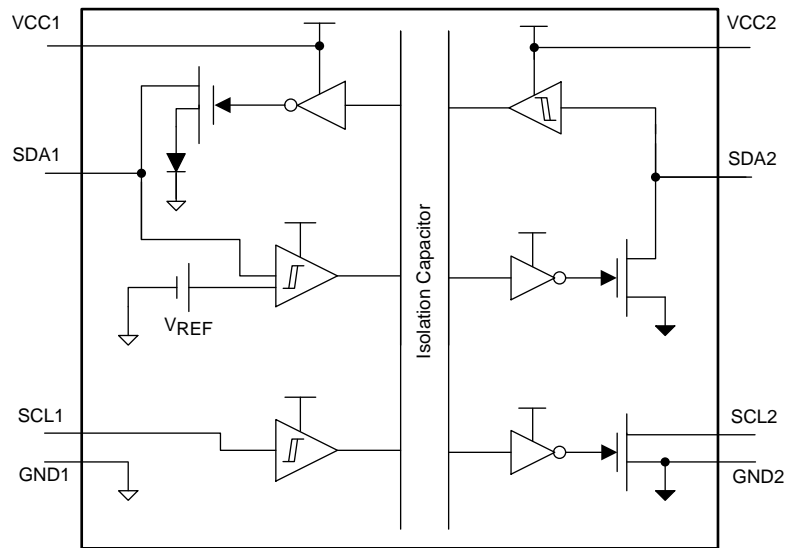 VCC1
VCC2
SDA1
SDA2
Isolation Capacitor
VREF
SCL1
SCL2
GND1
GND2